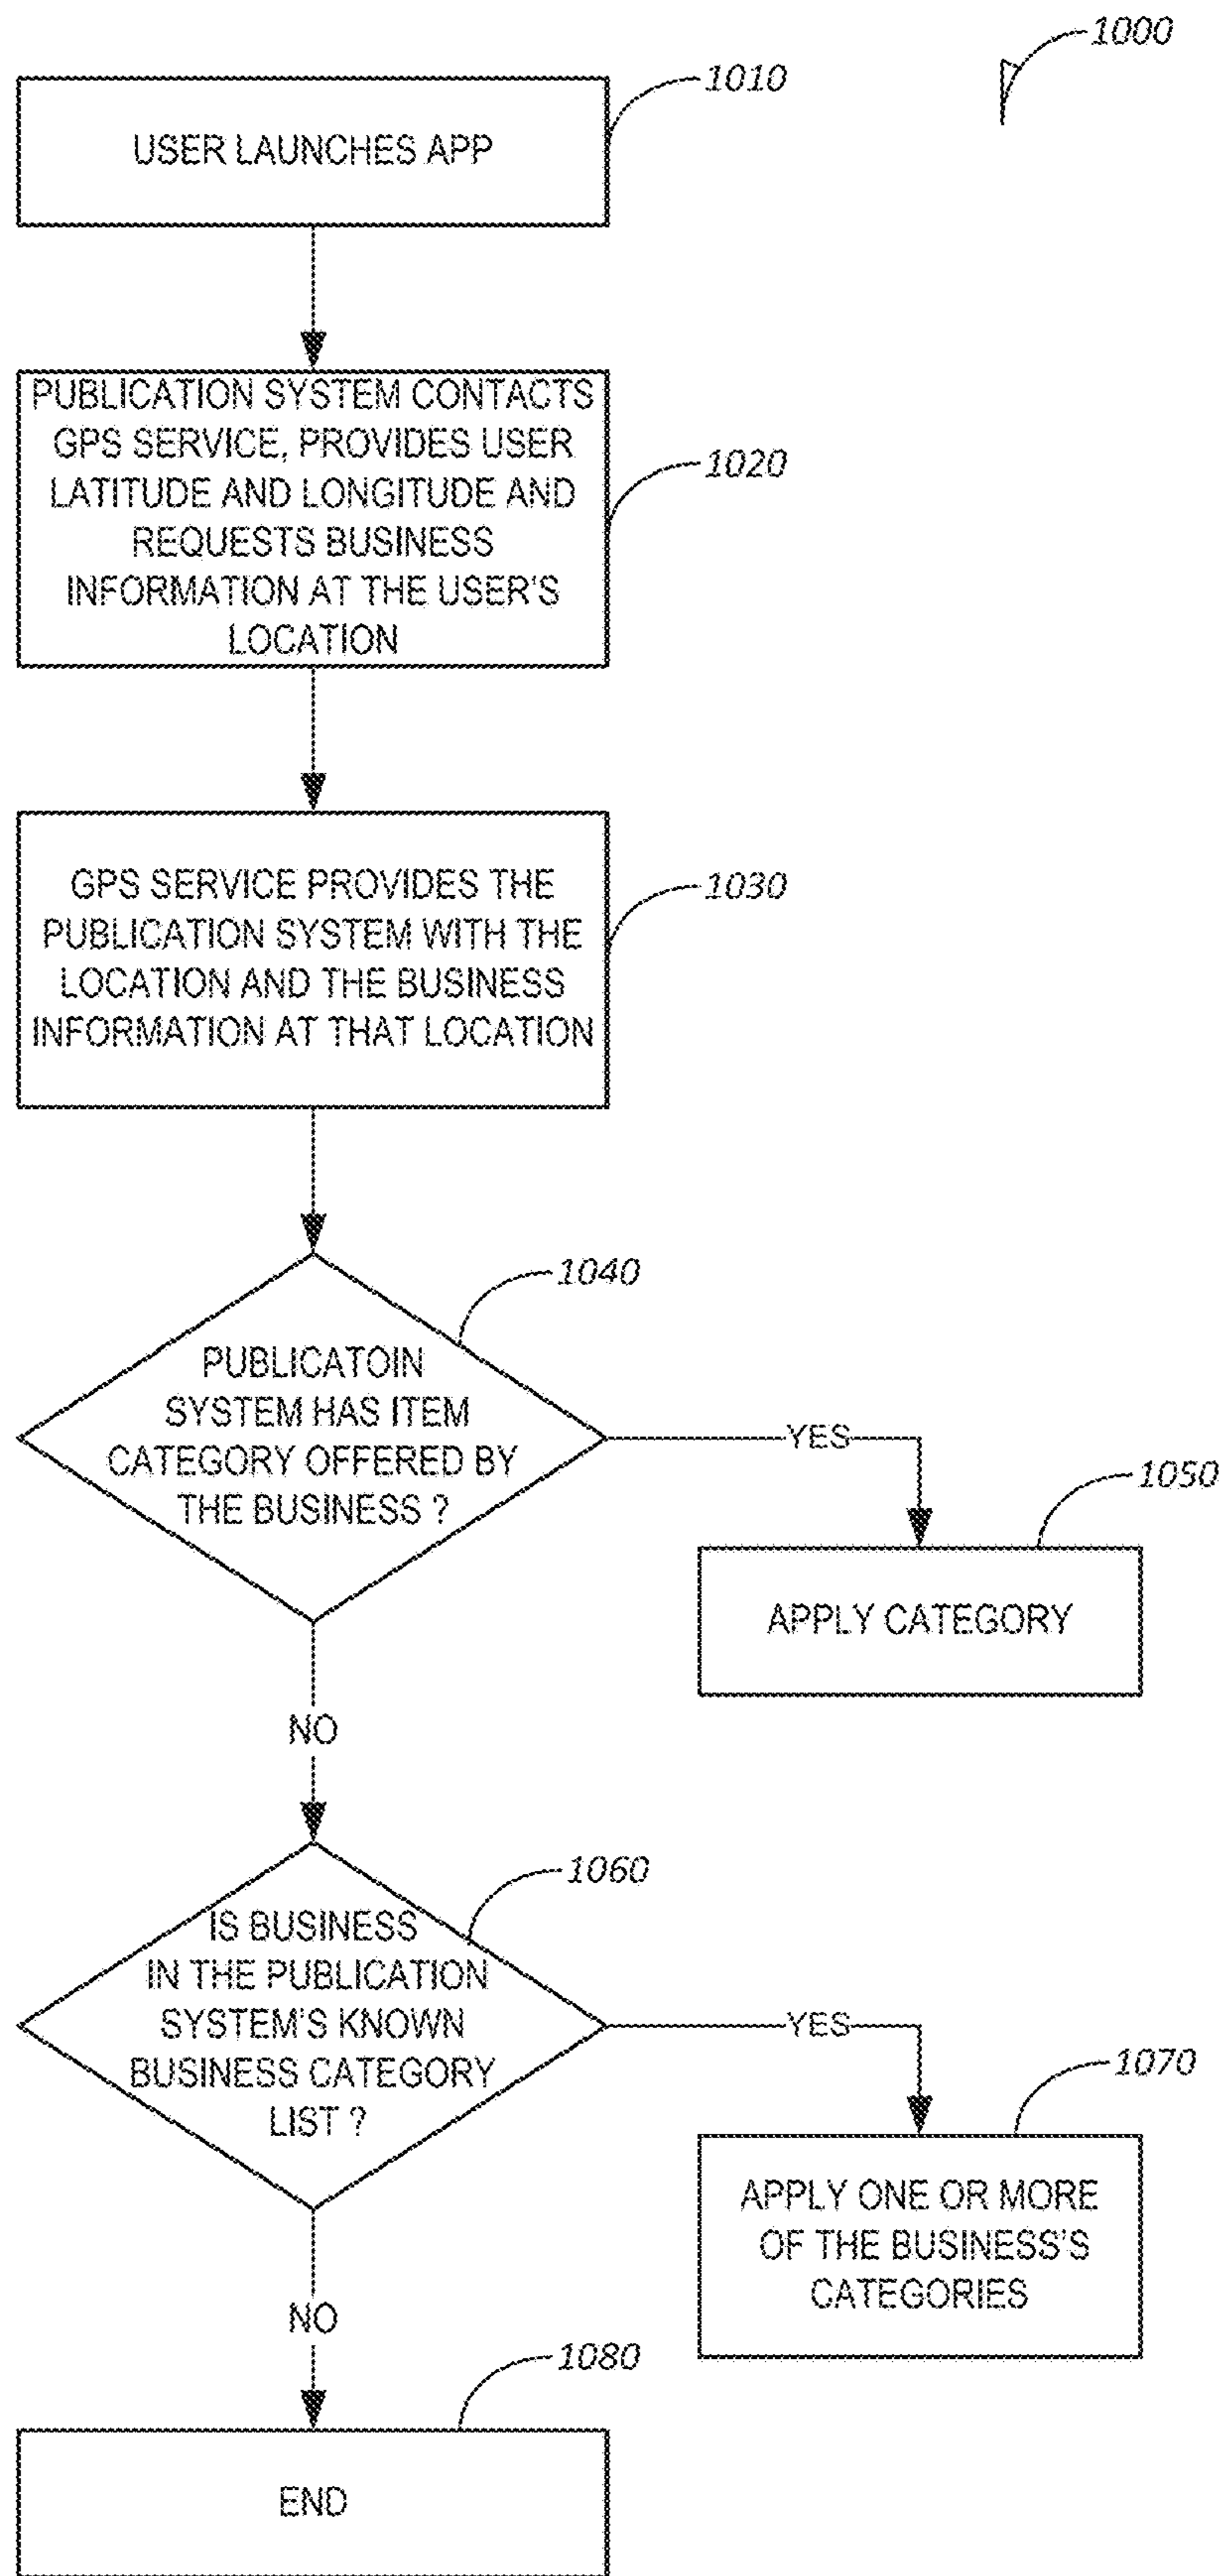 1000
1010
USER LAUNCHES APP
PUBLICATION SYSTEM CONTACTS
GPS SERVICE, PROVIDES USER
LATITUDE AND LONGITUDE AND
REQUESTS BUSINESS
INFORMATION AT THE USER'S
LOCATION
1020
GPS SERVICE PROVIDES THE
PUBLICATION SYSTEM WITH THE
LOCATION AND THE BUSINESS
INFORMATION AT THAT LOCATION
1030
1040
PUBLICATOIN
SYSTEM HAS ITEM
CATEGORY OFFERED BY
THE BUSINESS ?
YES
1050
APPLY CATEGORY
NO
1060
IS BUSINESS
IN THE PUBLICATION
SYSTEM'S KNOWN
BUSINESS CATEGORY
LIST ?
YES
1070
APPLY ONE OR MORE
OF THE BUSINESS'S
CATEGORIES
NO
1080
END